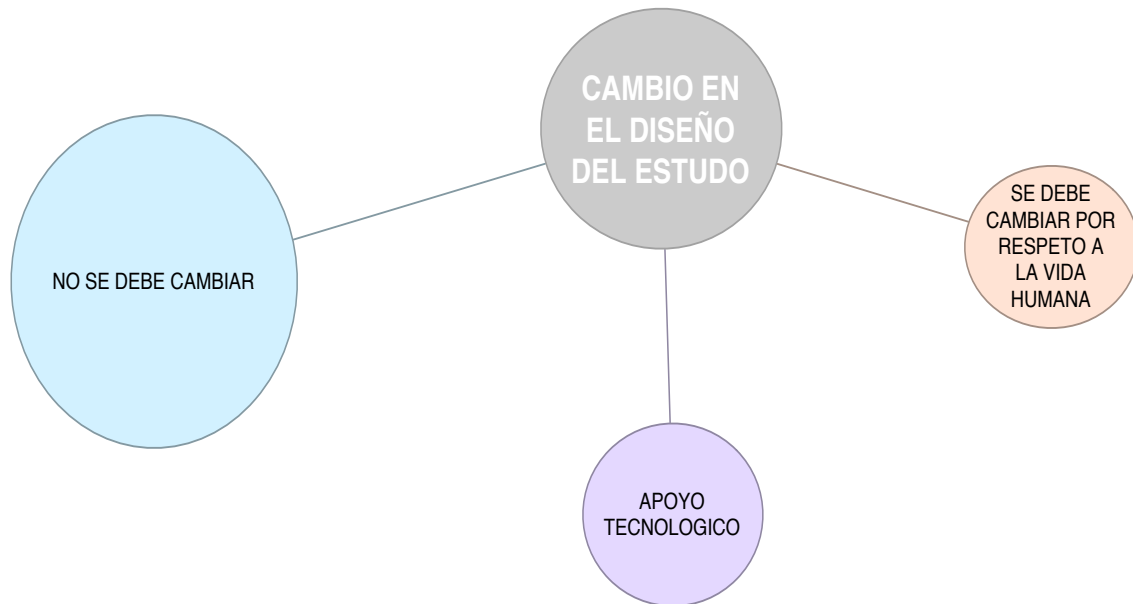 CAMBIO EN
EL DISEÑO
DEL ESTUDO
NO SE DEBE CAMBIAR
SE DEBE
CAMBIAR POR
RESPETO A
LA VIDA
HUMANA
APOYO
TECNOLOGICO